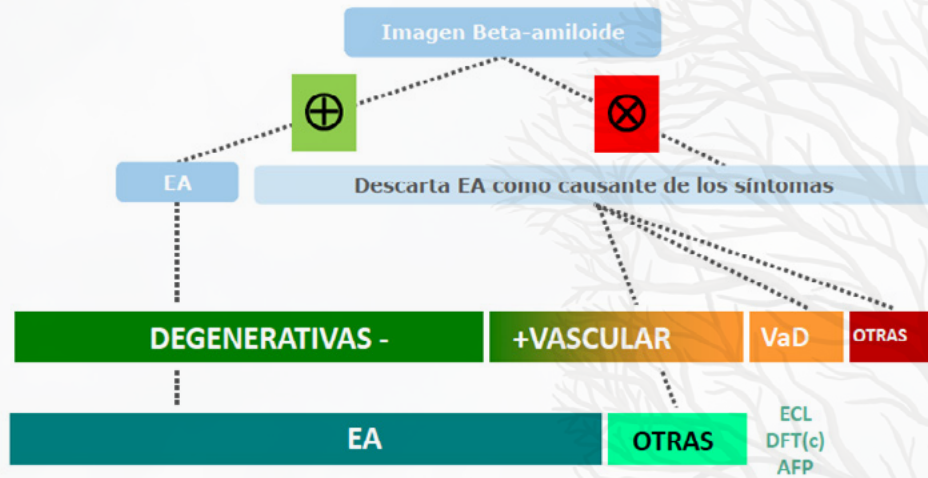 Imagen Beta-amiloide
EA
Descarta EA como causante de los síntomas
DEGENERATIVAS -
+VASCULAR
VaD
OTRAS
EA
OTRAS
ECL
DFT(c)
AFP